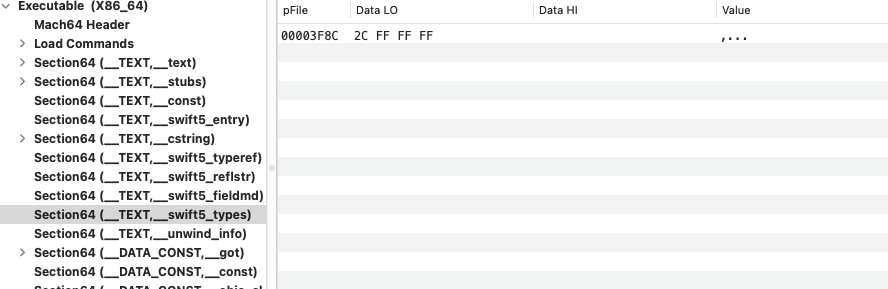 Executable (X86_64)
Mach64 Header
Load Commands
Section64 (__TEXT,__text)
Section64 (__TEXT,__stubs)
Section64 (__TEXT,__const)
Section64 (__TEXT,__swift5_entry)
Section64 (__TEXT,__cstring)
Section64 (__TEXT,__swift5_typeref)
Section64 (__TEXT,__swift5_reflstr)
Section64 (__TEXT,__swift5_fieldmd)
Section64 (__TEXT,__swift5_types)
Section64 (__TEXT,__unwind_info)
Section64 (__DATA_CONST,__got)
Section64 (__DATA_CONST,__const)
pFile Data LO Data HI Value
00003F8C 2C FF FF FF ,...